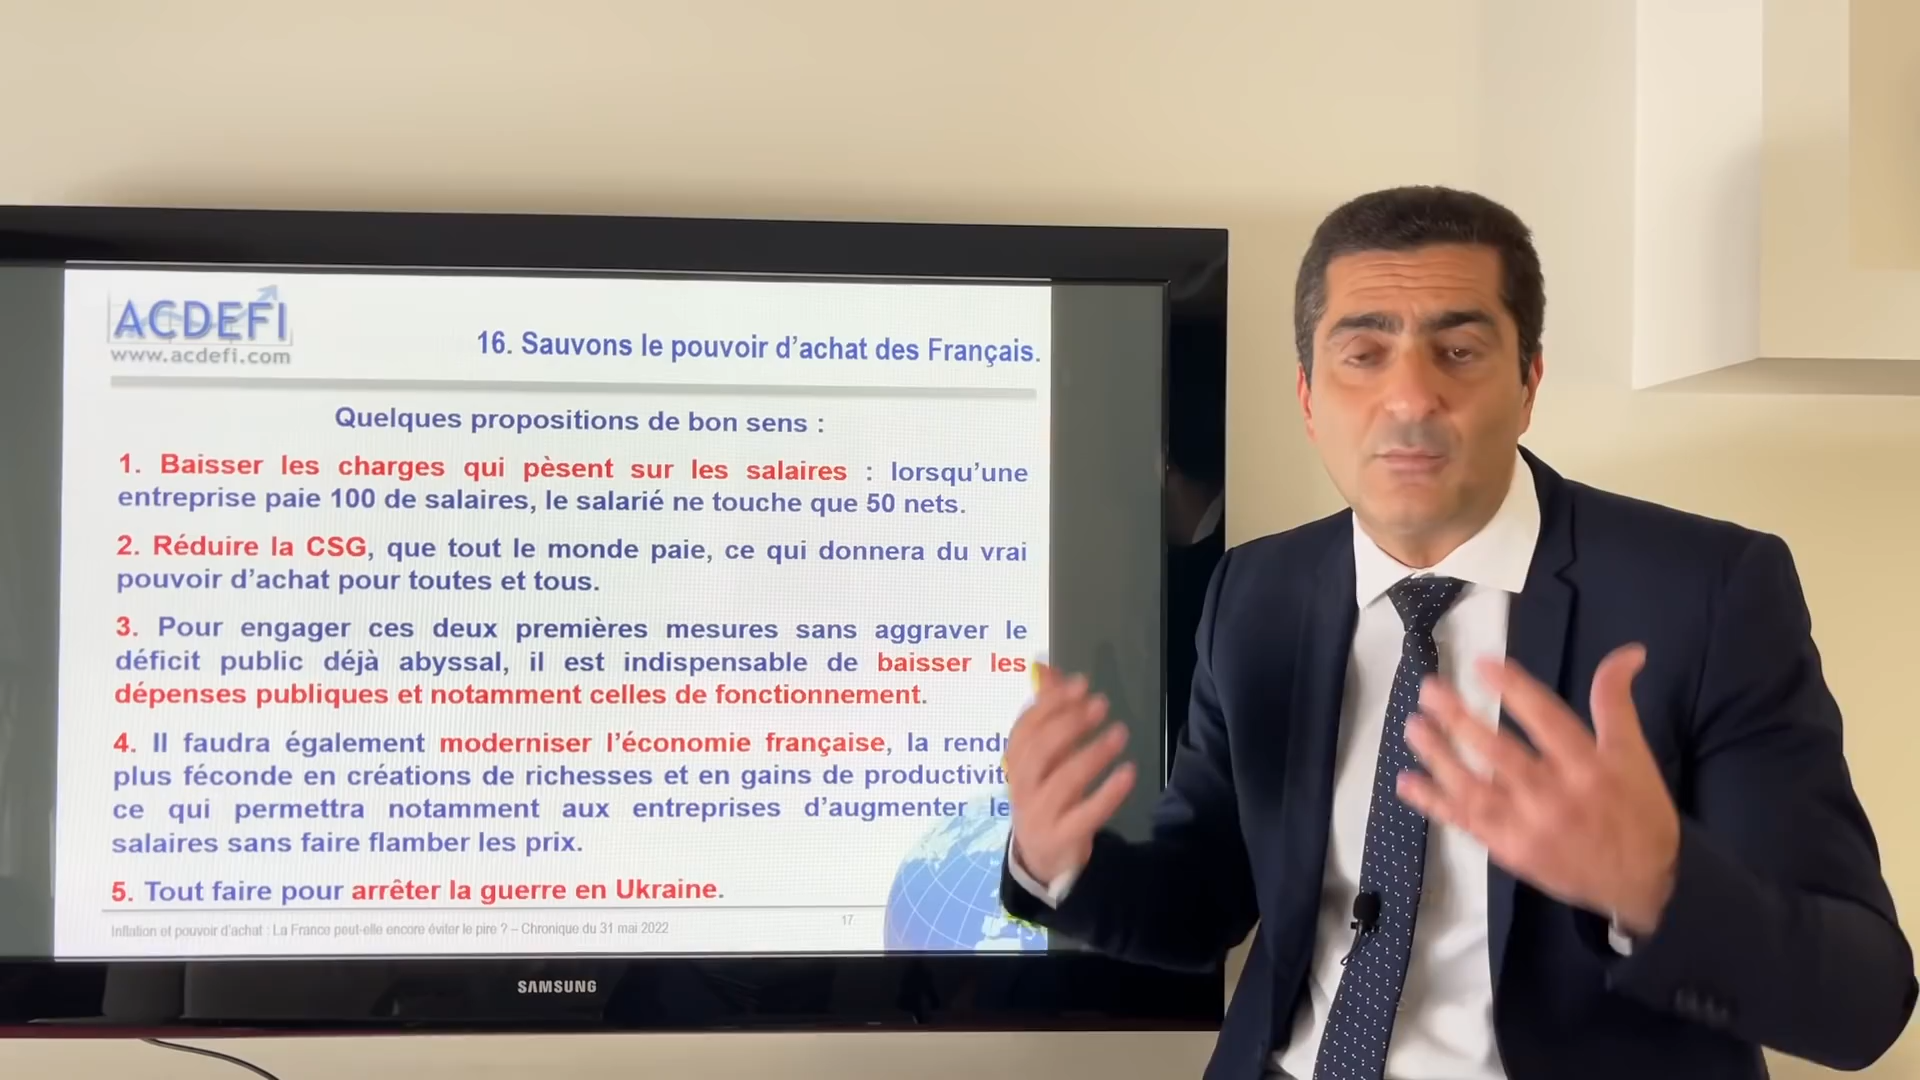 ACDEFI
www.acdefi.com
16. Sauvons le pouvoir d’achat des Français.
Quelques propositions de bon sens :
1. Baisser les charges qui pèsent sur les salaires : lorsqu’une
entreprise paie 100 de salaires, le salarié ne touche que 50 nets.
2. Réduire la CSG, que tout le monde paie, ce qui donnera du vrai
pouvoir d’achat pour toutes et tous.
3. Pour engager ces deux premières mesures sans aggraver le
déficit public déjà abyssal, il est indispensable de baisser les
dépenses publiques et notamment celles de fonctionnement.
4. Il faudra également moderniser l’économie française, la
plus féconde en créations de richesses et en gains de
ce qui permettra notamment aux entreprises d’augmenter
salaires sans faire flamber les prix.
5. Tout faire pour arrêter la guerre en Ukraine.
Inflation et pouvoir d’achat : La France peut-elle encore éviter le pire ? – Chronique du 31 mai 2022
17
SAMSUNG